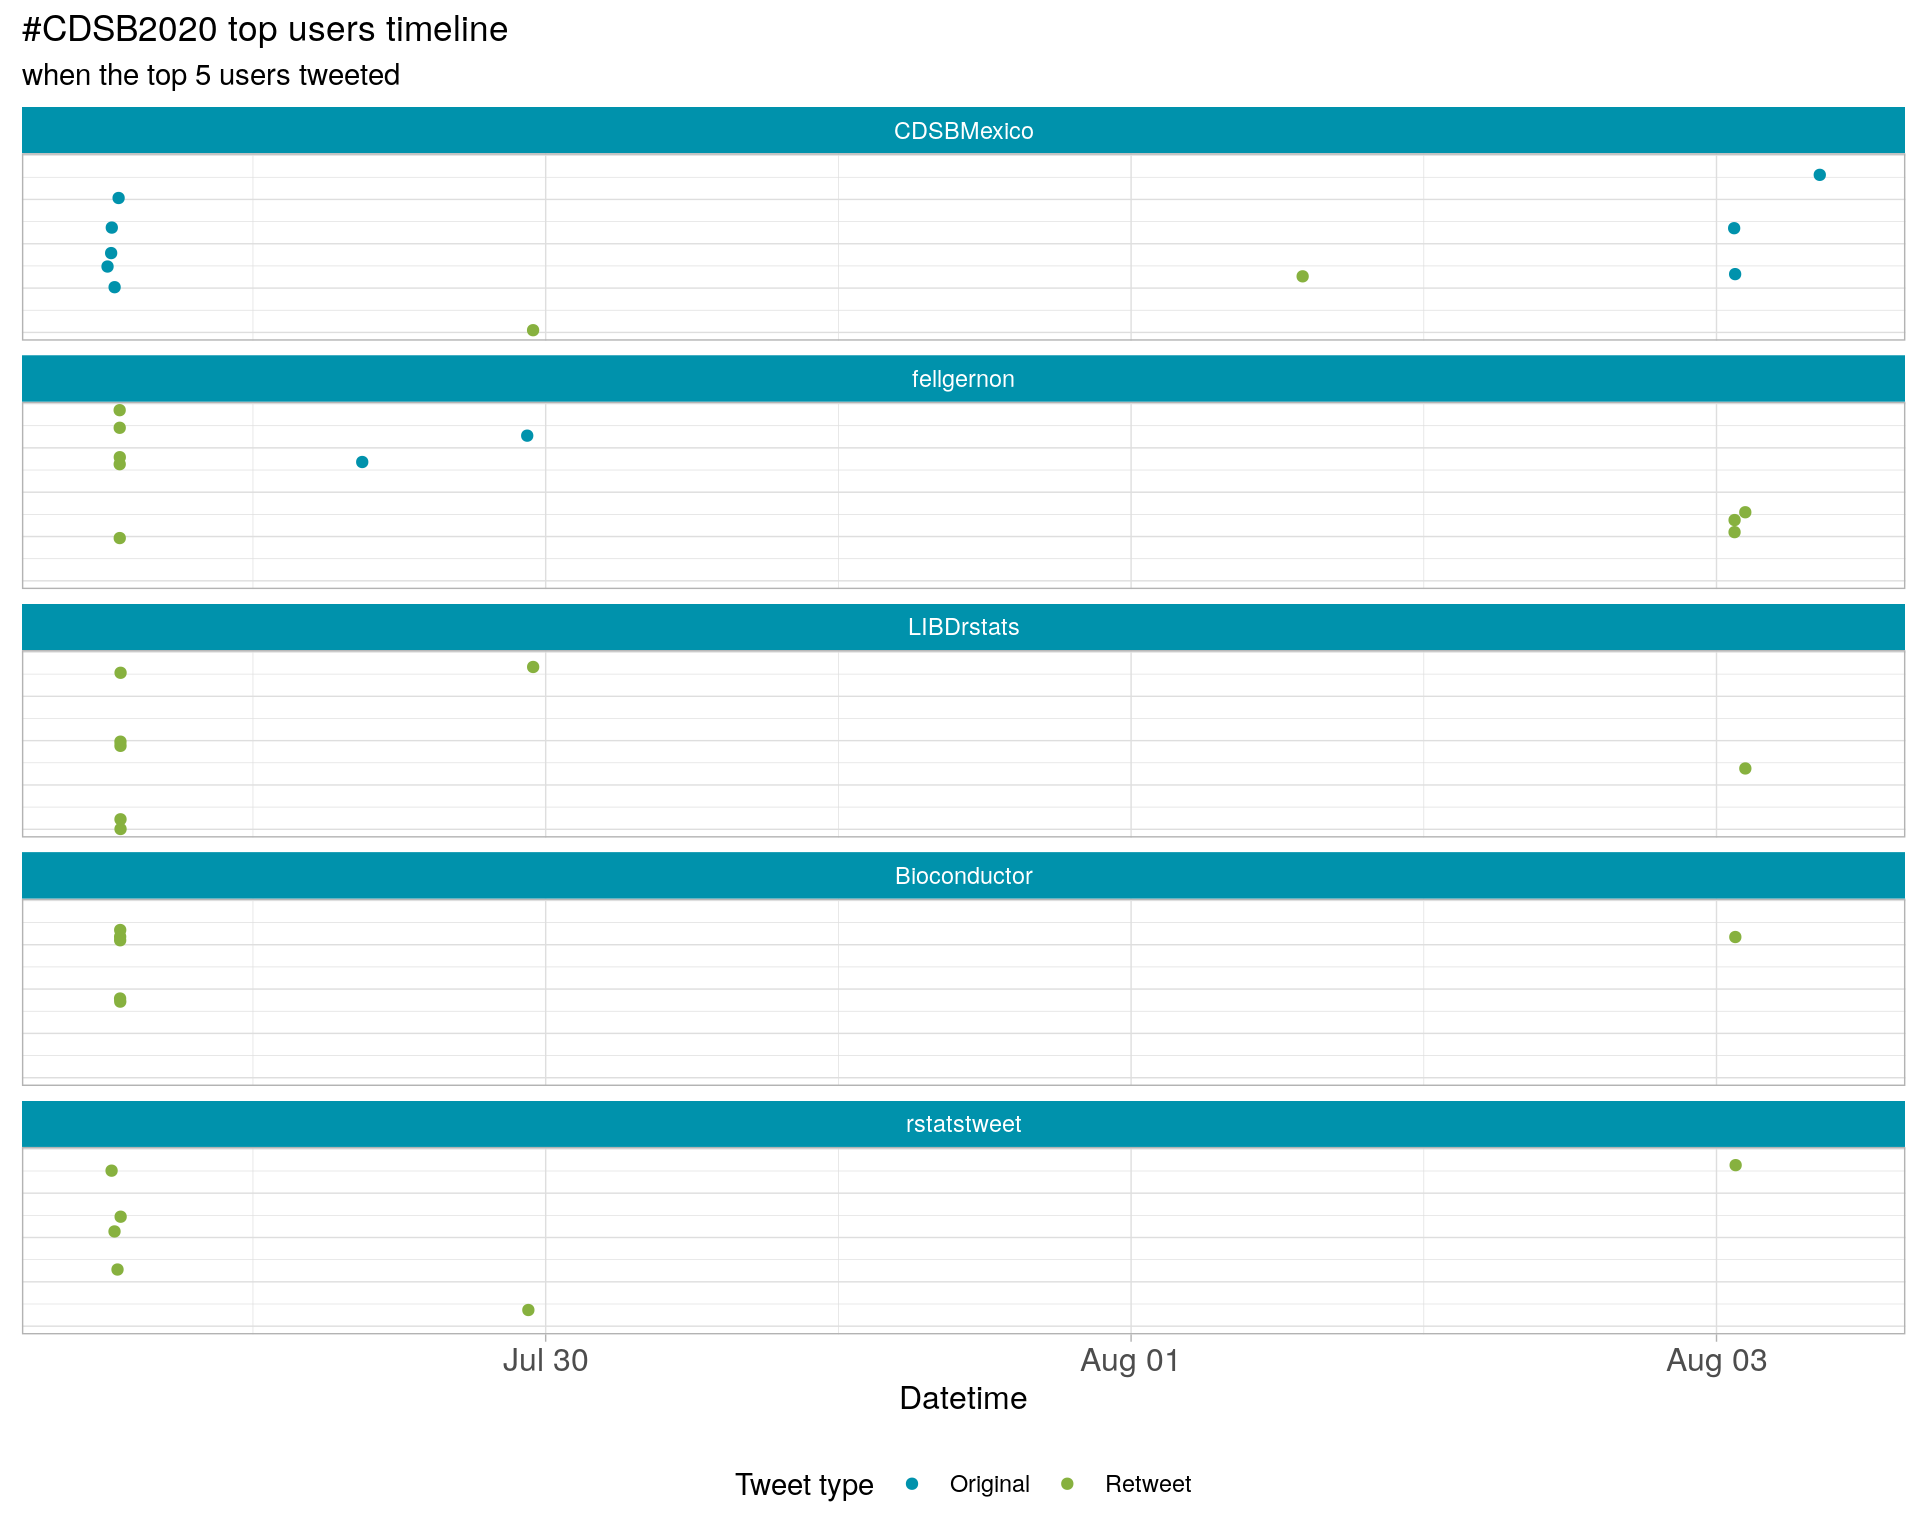 #CDSB2020 top users timeline
when the top 5 users tweeted
CDSBMexico
fellgernon
LIBDrstats
Bioconductor
rstatstweet
Jul 30 Aug 01 Aug 03
Datetime
Tweet type Original Retweet